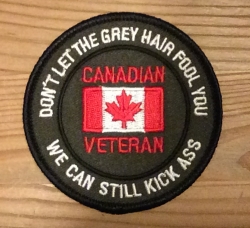 DON'T LET THE GREY HAIR FOOL YOU
CANADIAN
VETERAN
WE CAN STILL KICK ASS